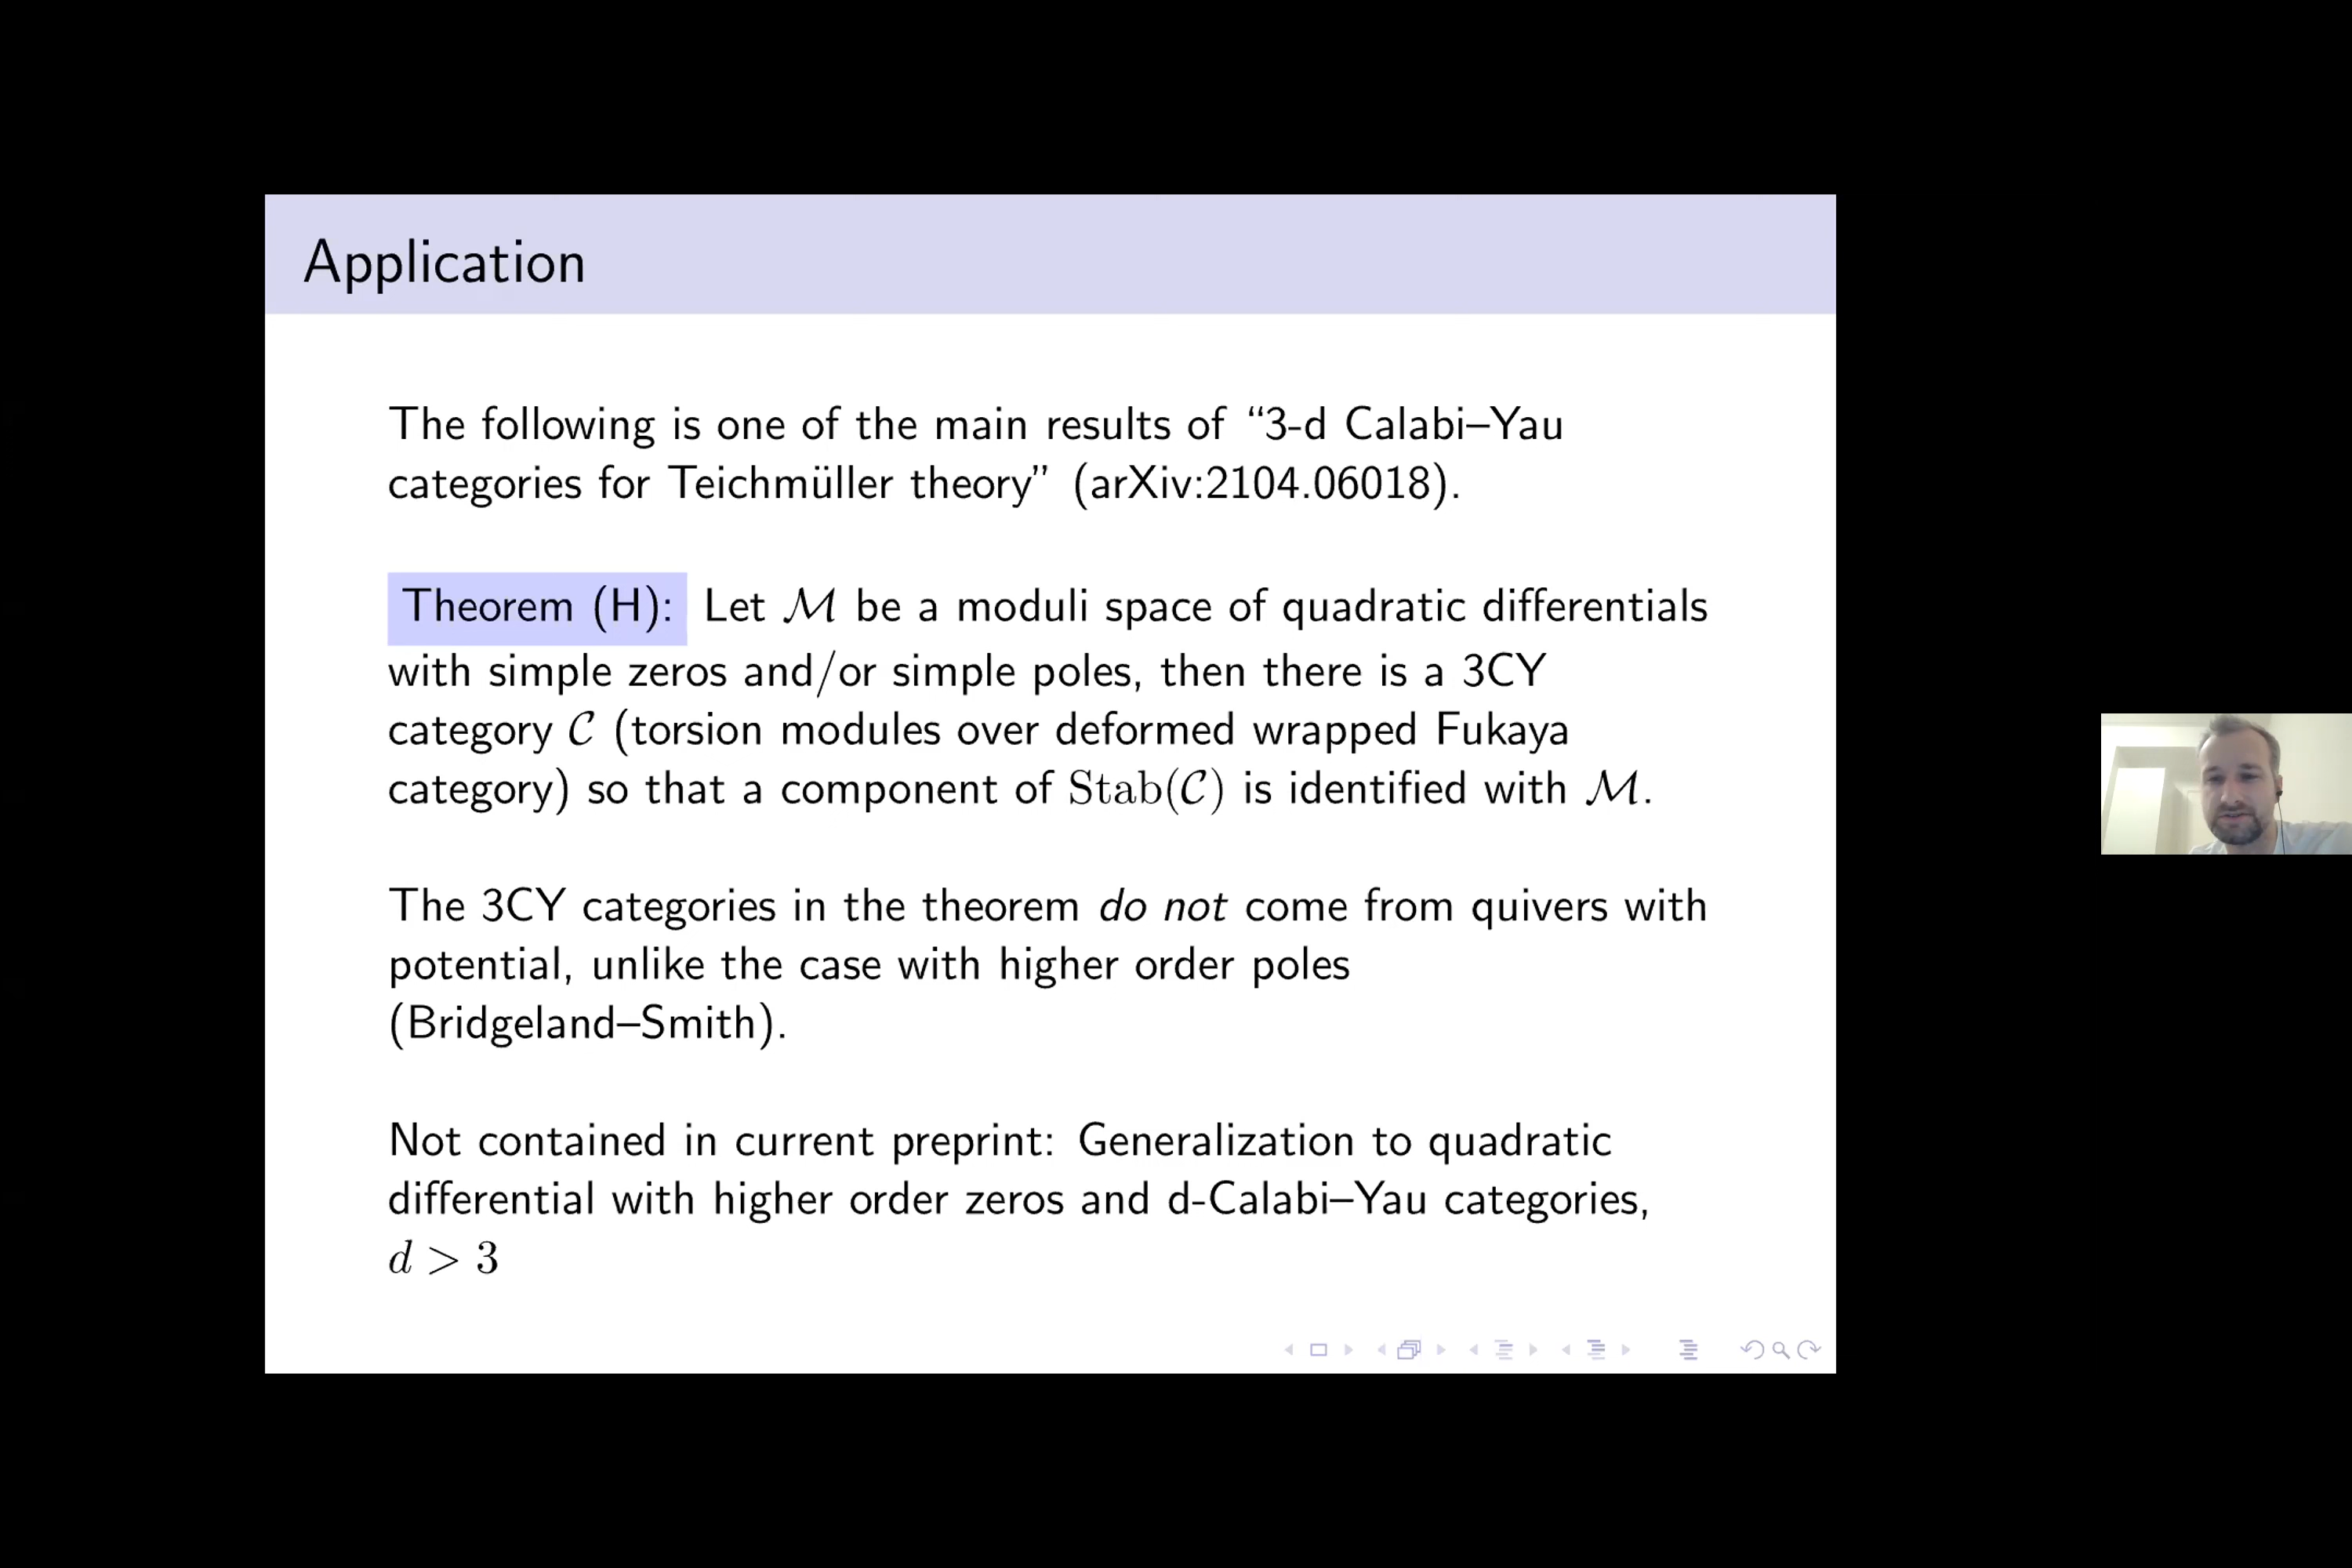 Application
The following is one of the main results of “3-d Calabi–Yau
categories for Teichmüller theory” (arXiv:2104.06018).
Theorem (H): Let ℳ be a moduli space of quadratic differentials
with simple zeros and/or simple poles, then there is a 3CY
category 𝒞 (torsion modules over deformed wrapped Fukaya
category) so that a component of Stab(𝒞) is identified with ℳ.
The 3CY categories in the theorem do not come from quivers with
potential, unlike the case with higher order poles
(Bridgeland–Smith).
Not contained in current preprint: Generalization to quadratic
differential with higher order zeros and d-Calabi–Yau categories,
d > 3